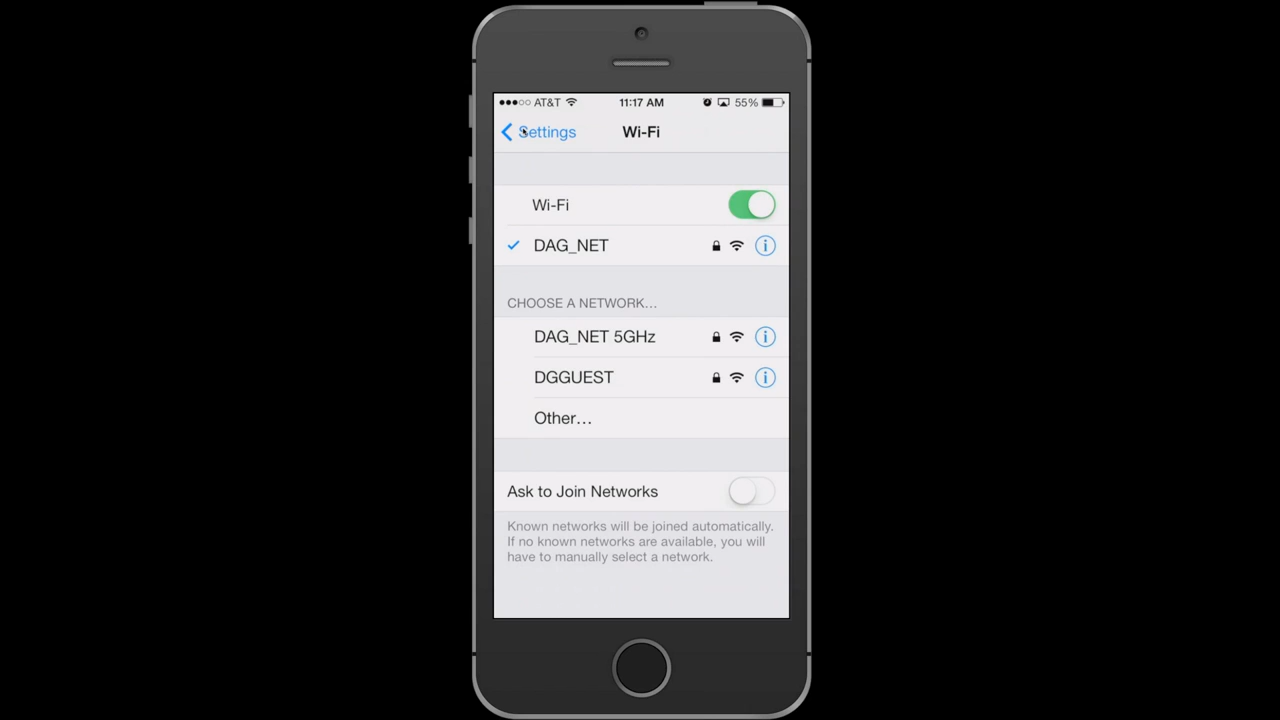 AT&T 11:17 AM 55%
Settings Wi-Fi
Wi-Fi
DAG_NET
CHOOSE A NETWORK...
DAG_NET 5GHz
DGGUEST
Other...
Ask to Join Networks
Known networks will be joined automatically.
If no known networks are available, you will
have to manually select a network.